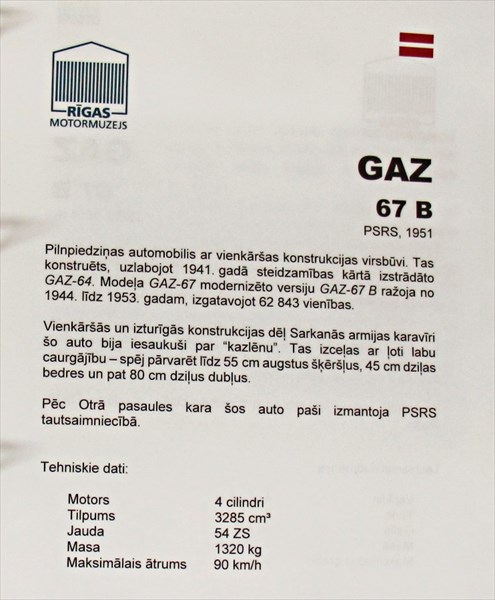 RĪGAS
MOTORMUZEJS
GAZ
67 B
PSRS, 1951
Pilnpiedziņas automobilis ar vienkāršas konstrukcijas virsbūvi. Tas
konstruēts, uzlabojot 1941. gadā steidzamības kārtā izstrādāto
GAZ-64. Modeļa GAZ-67 modernizēto versiju GAZ-67 B ražoja no
1944. līdz 1953. gadam, izgatavojot 62 843 vienības.
Vienkāršās un izturīgās konstrukcijas dēļ Sarkanās armijas karavīri
šo auto bija iesaukuši par “kazlēnu”. Tas izceļas ar ļoti labu
caurgājību – spēj pārvarēt līdz 55 cm augstus šķēršļus, 45 cm dziļas
bedres un pat 80 cm dziļus dubļus.
Pēc Otrā pasaules kara šos auto paši izmantoja PSRS
tautsaimniecībā.
Tehniskie dati:
Motors 4 cilindri
Tilpums 3285 cm³
Jauda 54 ZS
Masa 1320 kg
Maksimālais ātrums 90 km/h